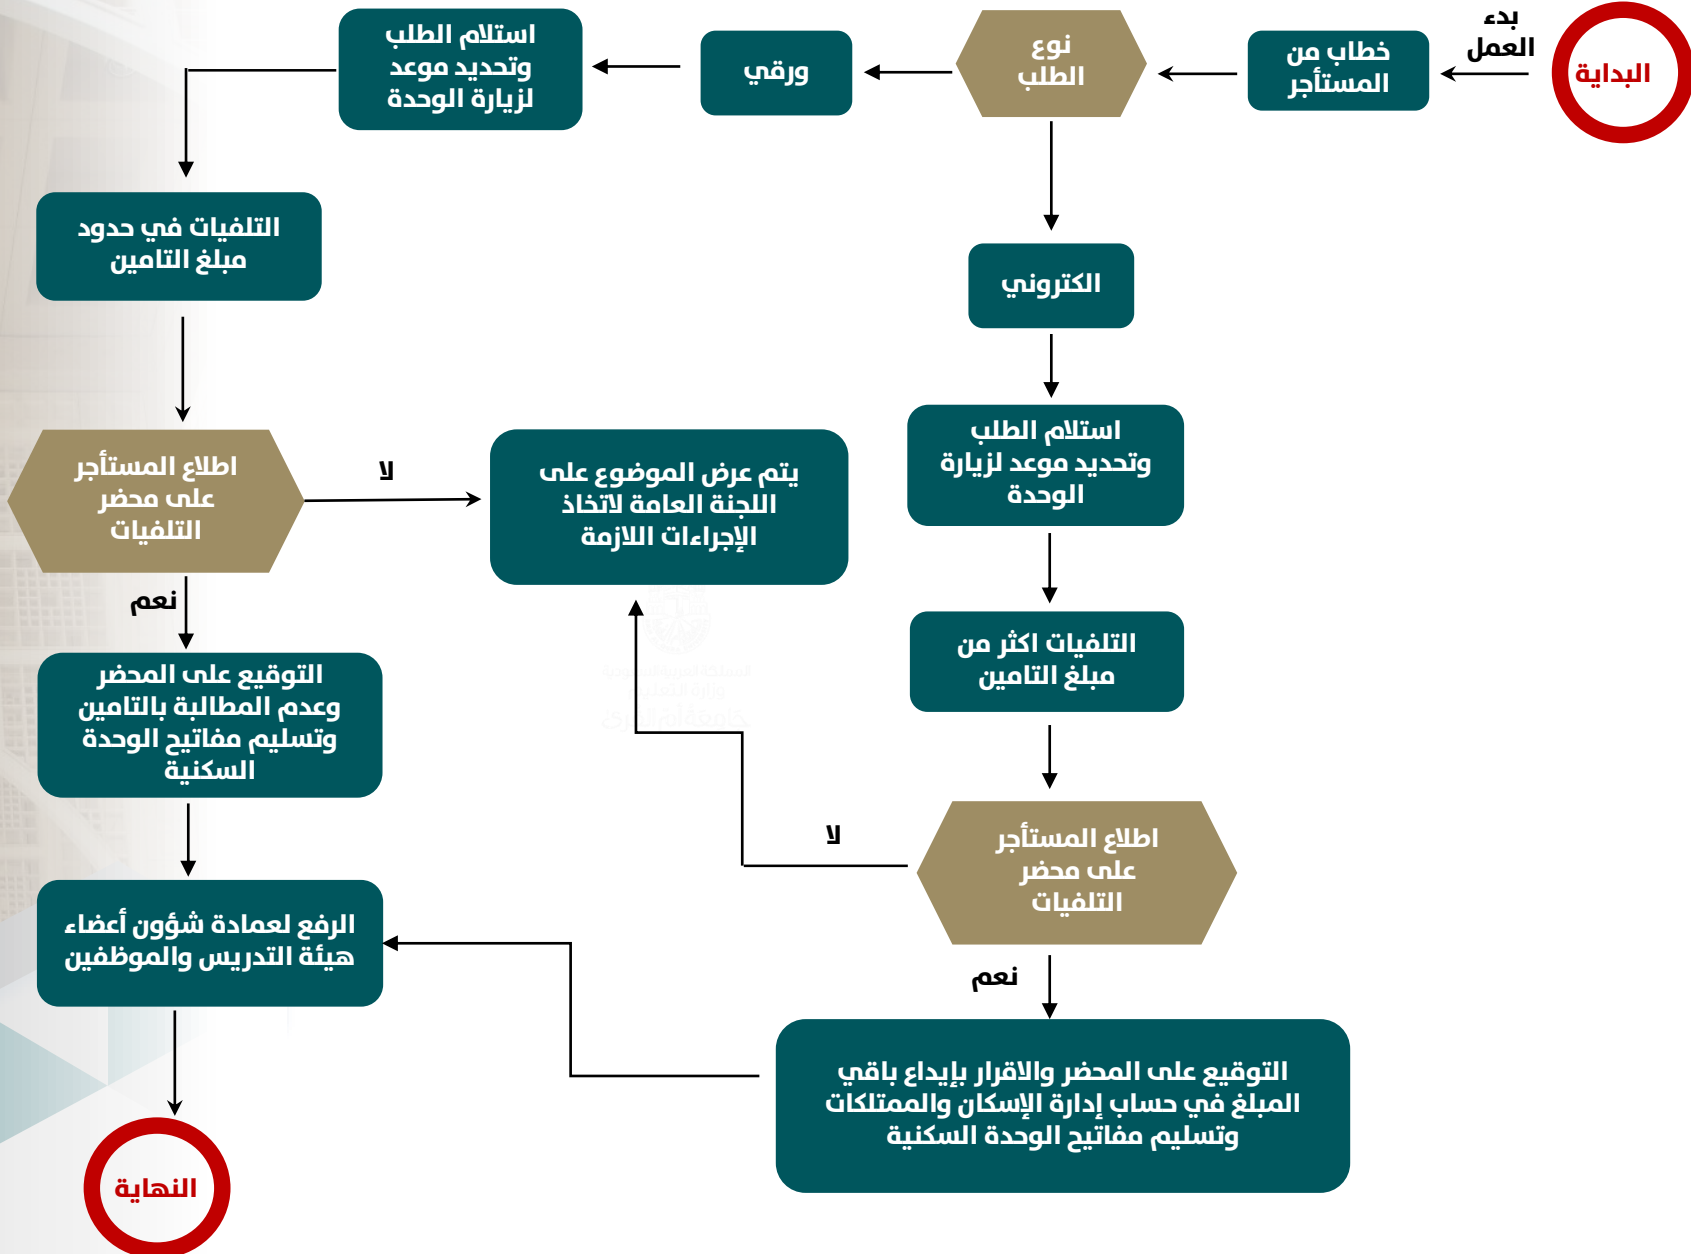 البداية
بدء
العمل
خطاب من
المستأجر
نوع
الطلب
ورقي
استلام الطلب
وتحديد موعد
لزيارة الوحدة
التلفيات في حدود
مبلغ التامين
اطلاع المستأجر
على محضر
التلفيات
لا
يتم عرض الموضوع على
اللجنة العامة لاتخاذ
الإجراءات اللازمة
نعم
التوقيع على المحضر
وعدم المطالبة بالتامين
وتسليم مفاتيح الوحدة
السكنية
الرفع لعمادة شؤون أعضاء
هيئة التدريس والموظفين
النهاية
الكتروني
استلام الطلب
وتحديد موعد لزيارة
الوحدة
التلفيات اكثر من
مبلغ التامين
اطلاع المستأجر
على محضر
التلفيات
لا
نعم
التوقيع على المحضر والاقرار بإيداع باقي
المبلغ في حساب إدارة الإسكان والممتلكات
وتسليم مفاتيح الوحدة السكنية